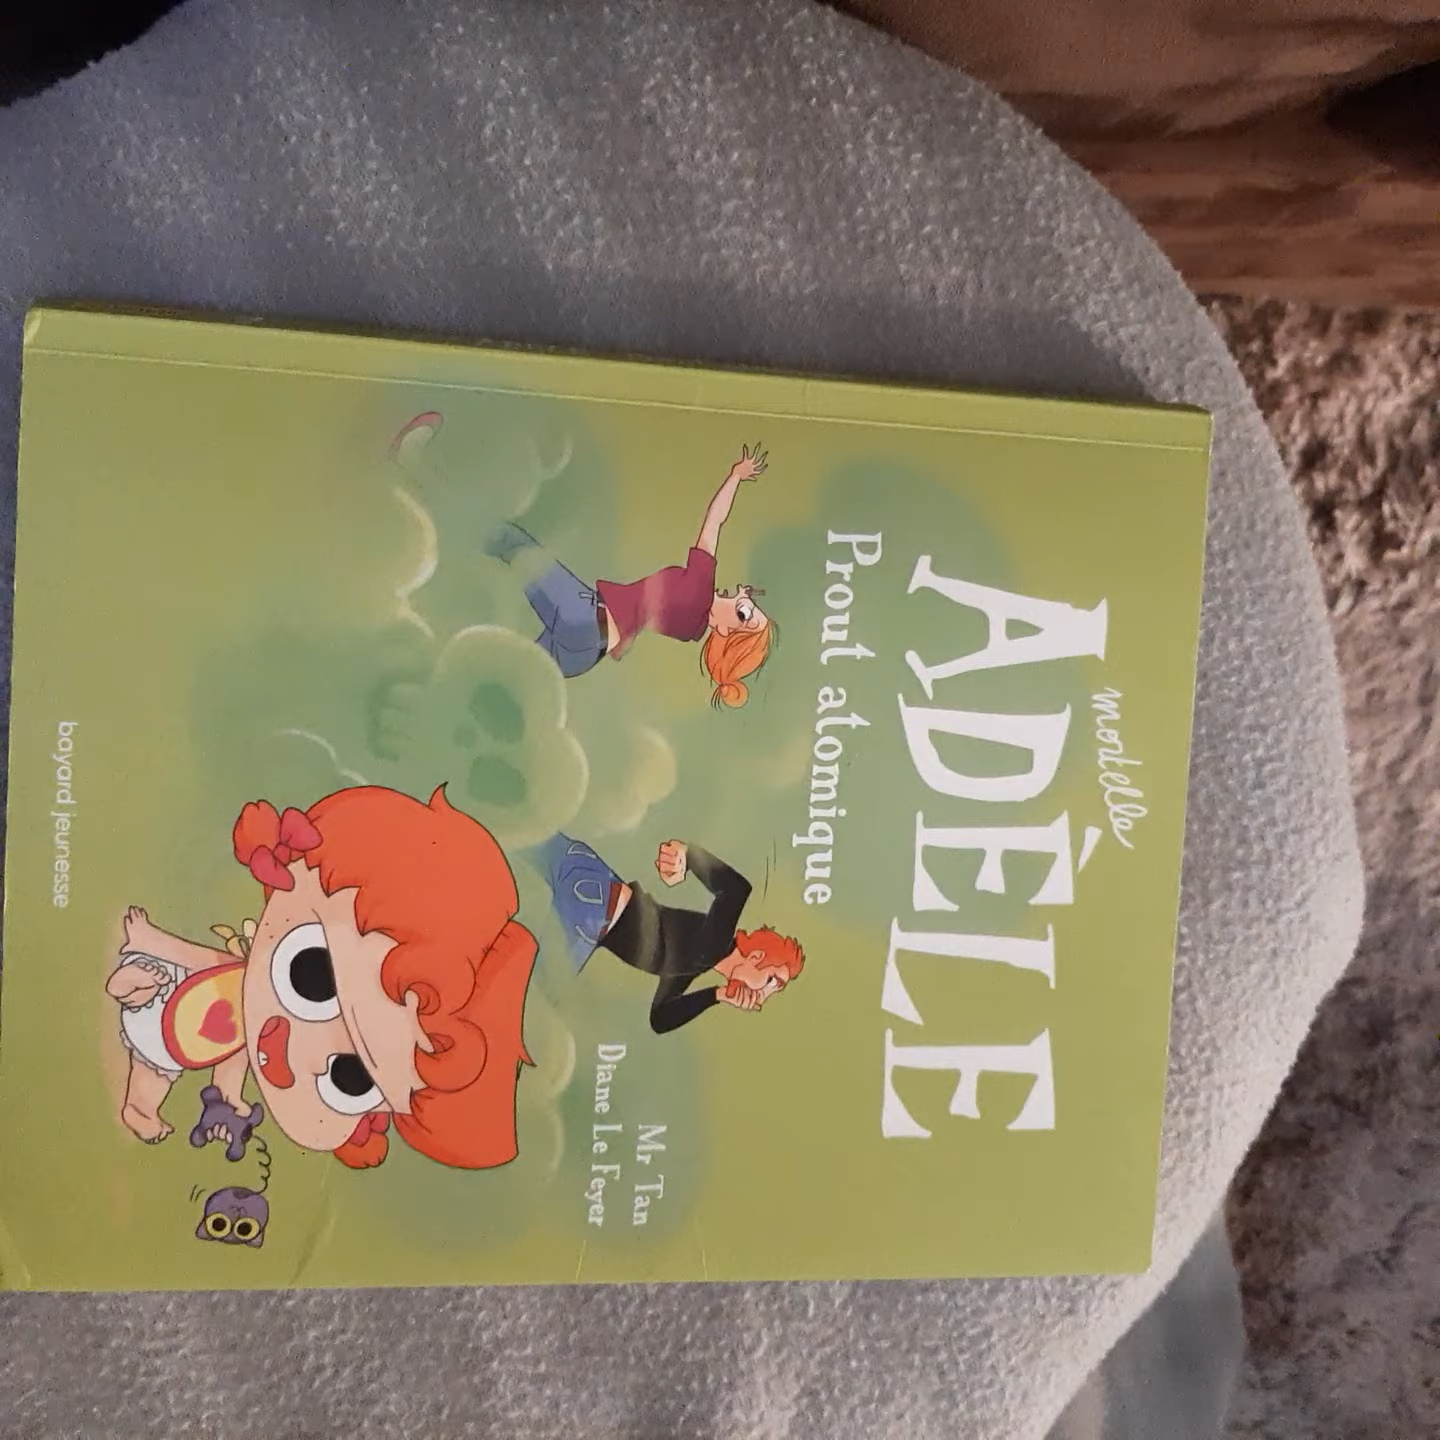 mortelle
ADÈLE
Prout atomique
Mr Tan
Diane Le Feyer
bayard jeunesse